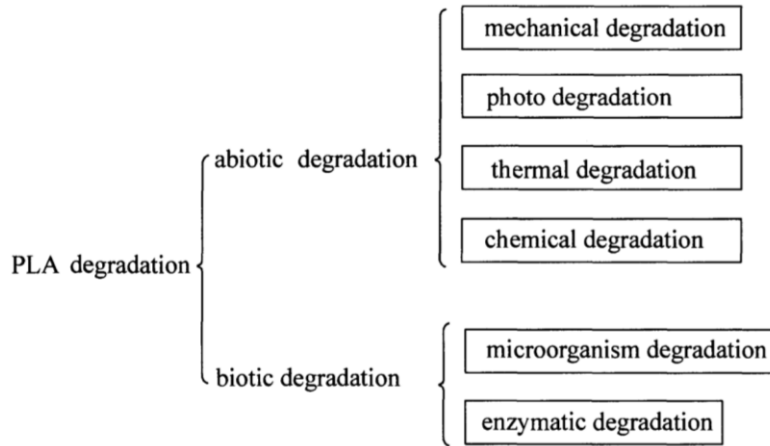 mechanical degradation
photo degradation
abiotic degradation
thermal degradation
chemical degradation
PLA degradation
microorganism degradation
biotic degradation
enzymatic degradation